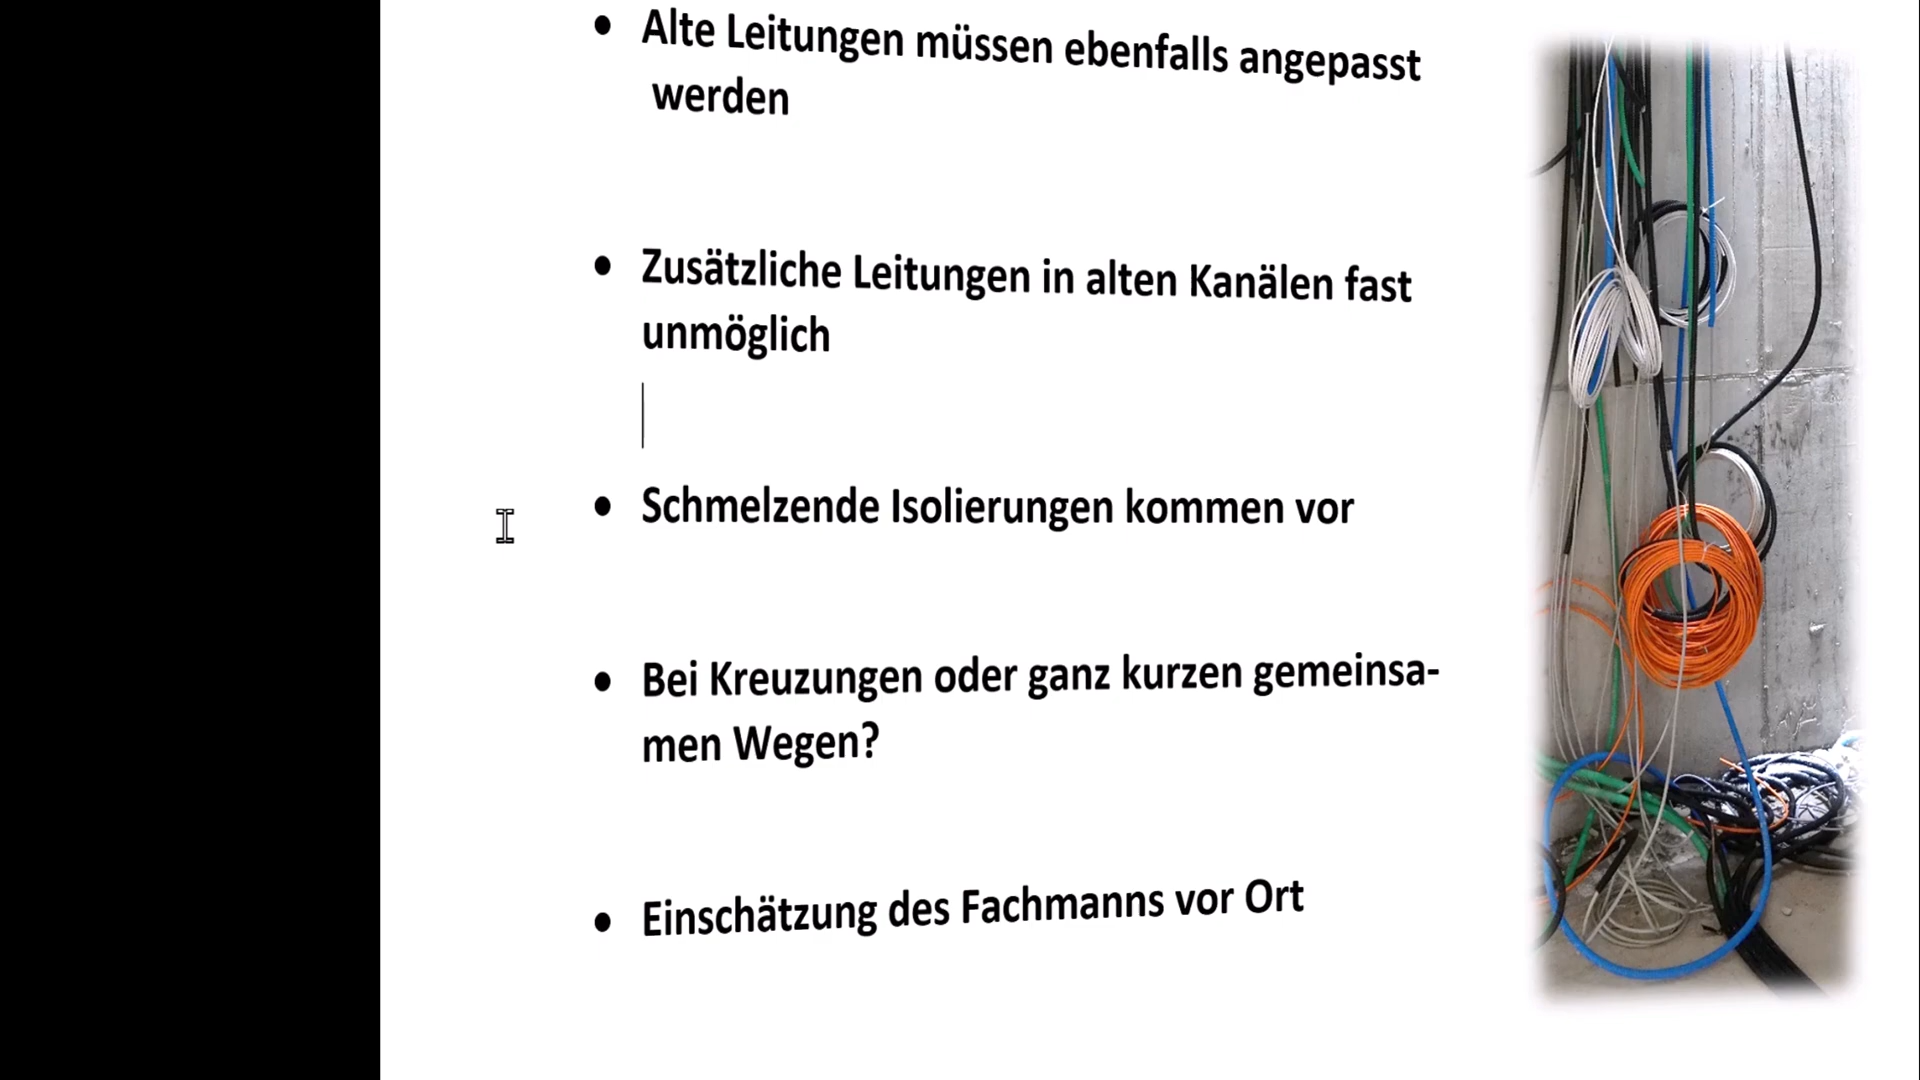 • Alte Leitungen müssen ebenfalls angepasst
werden
• Zusätzliche Leitungen in alten Kanälen fast
unmöglich
• Schmelzende Isolierungen kommen vor
• Bei Kreuzungen oder ganz kurzen gemeinsa-
men Wegen?
• Einschätzung des Fachmanns vor Ort